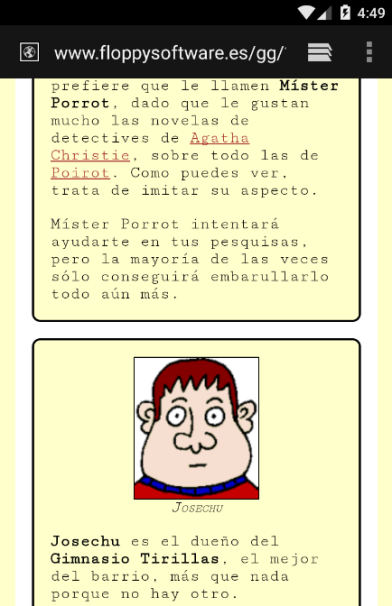 4:49
www.floppysoftware.es/gg/
prefiere que le llamen Míster
Porrot, dado que le gustan
mucho las novelas de
detectives de Agatha
Christie, sobre todo las de
Poirot. Como puedes ver,
trata de imitar su aspecto.
Míster Porrot intentará
ayudarte en tus pesquisas,
pero la mayoría de las veces
sólo conseguirá embarullarlo
todo aún más.
Josechu
Josechu es el dueño del
Gimnasio Tirillas, el mejor
del barrio, más que nada
porque no hay otro.